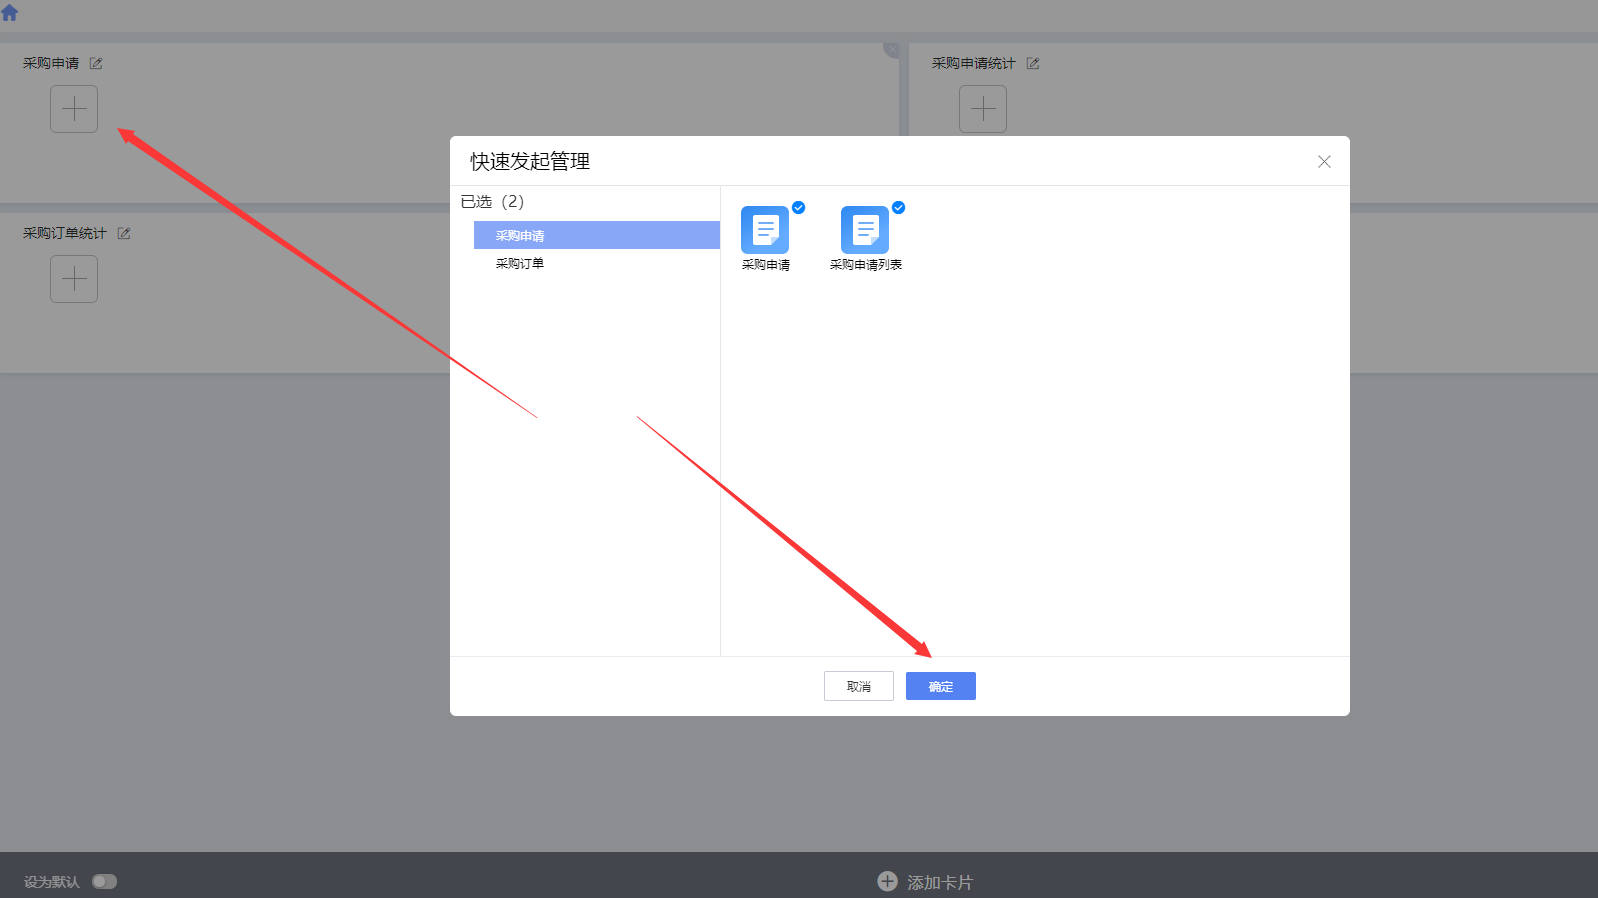 采购申请
采购申请统计
采购订单统计
快速发起管理
已选（2）
采购申请
采购订单
采购申请
采购申请列表
取消
确定
设为默认
添加卡片